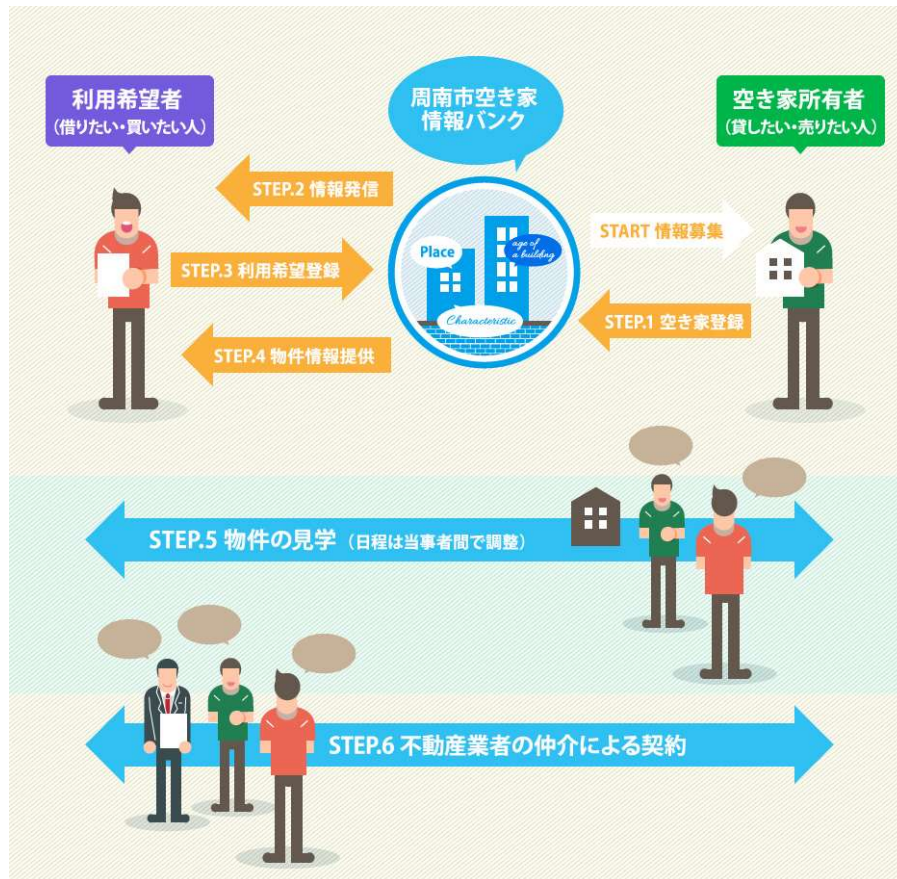 利用希望者
(借りたい・買いたい人)
周南市空き家
情報バンク
空き家所有者
(貸したい・売りたい人)
STEP.2 情報発信
START 情報募集
Place
age of
a building
STEP.3 利用希望登録
Characteristic
STEP.1 空き家登録
STEP.4 物件情報提供
STEP.5 物件の見学 (日程は当事者間で調整)
STEP.6 不動産業者の仲介による契約